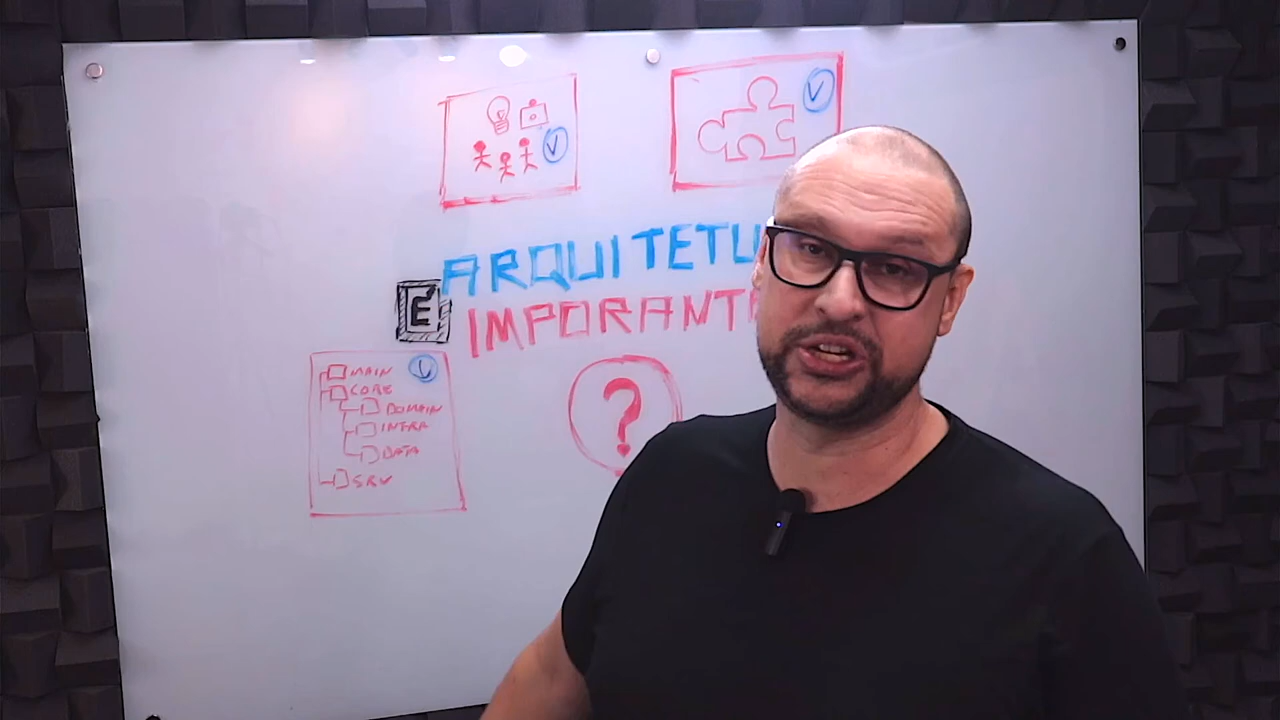 ARQUITETU
É IMPORANT
MAIN
CORE
DOMAIN
INFRA
DATA
SRV
?